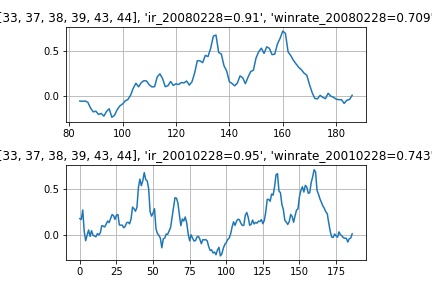 [33, 37, 38, 39, 43, 44], 'ir_20080228=0.91', 'winrate_20080228=0.709'
0.5
0.0
80 100 120 140 160 180
[33, 37, 38, 39, 43, 44], 'ir_20010228=0.95', 'winrate_20010228=0.743'
0.5
0.0
0 25 50 75 100 125 150 175